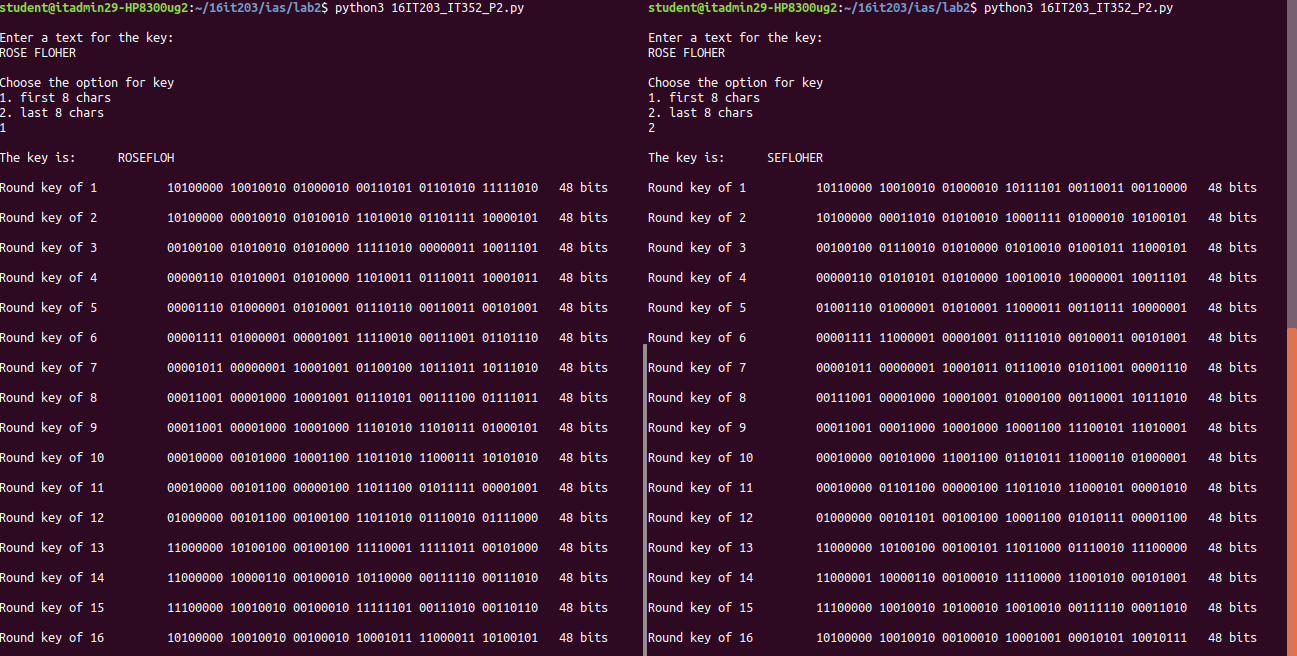 student@itadmin29-HP8300ug2:~/16it203/ias/lab2$ python3 16IT203_IT352_P2.py
Enter a text for the key:
ROSE FLOHER
Choose the option for key
1. first 8 chars
2. last 8 chars
1
The key is: ROSEFLOH
Round key of 1 10100000 10010010 01000010 00110101 01101010 11111010 48 bits
Round key of 2 10100000 00010010 01010010 11010010 01101111 10000101 48 bits
Round key of 3 00100100 01010010 01010000 11111010 00000011 10011101 48 bits
Round key of 4 00000110 01010001 01010000 11010011 01110011 10001011 48 bits
Round key of 5 00001110 01000001 01010001 01110110 00110011 00101001 48 bits
Round key of 6 00001111 01000001 00001001 11110010 00111001 01101110 48 bits
Round key of 7 00001011 00000001 10001001 01100100 10111011 10111010 48 bits
Round key of 8 00011001 00001000 10001001 01110101 00111100 01111011 48 bits
Round key of 9 00011001 00001000 10001000 11101010 11010111 01000101 48 bits
Round key of 10 00010000 00101000 10001100 11011010 11000111 10101010 48 bits
Round key of 11 00010000 00101100 00000100 11011100 01011111 00001001 48 bits
Round key of 12 01000000 00101100 00100100 11011010 01110010 01111000 48 bits
Round key of 13 11000000 10100100 00100100 11110001 11111011 00101000 48 bits
Round key of 14 11000000 10000110 00100010 10110000 00111110 00111010 48 bits
Round key of 15 11100000 10010010 00100010 11111101 00111010 00110110 48 bits
Round key of 16 10100000 10010010 00100010 10001011 11000011 10100101 48 bits
student@itadmin29-HP8300ug2:~/16it203/ias/lab2$ python3 16IT203_IT352_P2.py
Enter a text for the key:
ROSE FLOHER
Choose the option for key
1. first 8 chars
2. last 8 chars
2
The key is: SEFLOHER
Round key of 1 10110000 10010010 01000010 10111101 00110011 00110000 48 bits
Round key of 2 10100000 00011010 01010010 10001111 01000010 10100101 48 bits
Round key of 3 00100100 01110010 01010000 01010010 01001011 11000101 48 bits
Round key of 4 00000110 01010101 01010000 10010010 10000001 10011101 48 bits
Round key of 5 01001110 01000001 01010001 11000011 00110111 10000001 48 bits
Round key of 6 00001111 11000001 00001001 01111010 00100011 00101001 48 bits
Round key of 7 00001011 00000001 10001011 01110010 01011001 00001110 48 bits
Round key of 8 00111001 00001000 10001001 01000100 00110001 10111010 48 bits
Round key of 9 00011001 00011000 10001000 10001100 11100101 11010001 48 bits
Round key of 10 00010000 00101000 11001100 01101011 11000110 01000001 48 bits
Round key of 11 00010000 01101100 00000100 11011010 11000101 00001010 48 bits
Round key of 12 01000000 00101101 00100100 10001100 01010111 00001100 48 bits
Round key of 13 11000000 10100100 00100101 11011000 01110010 11100000 48 bits
Round key of 14 11000001 10000110 00100010 11110000 11001010 00101001 48 bits
Round key of 15 11100000 10010010 10100010 10010010 00111110 00011010 48 bits
Round key of 16 10100000 10010010 00100010 10001001 00010101 10010111 48 bits